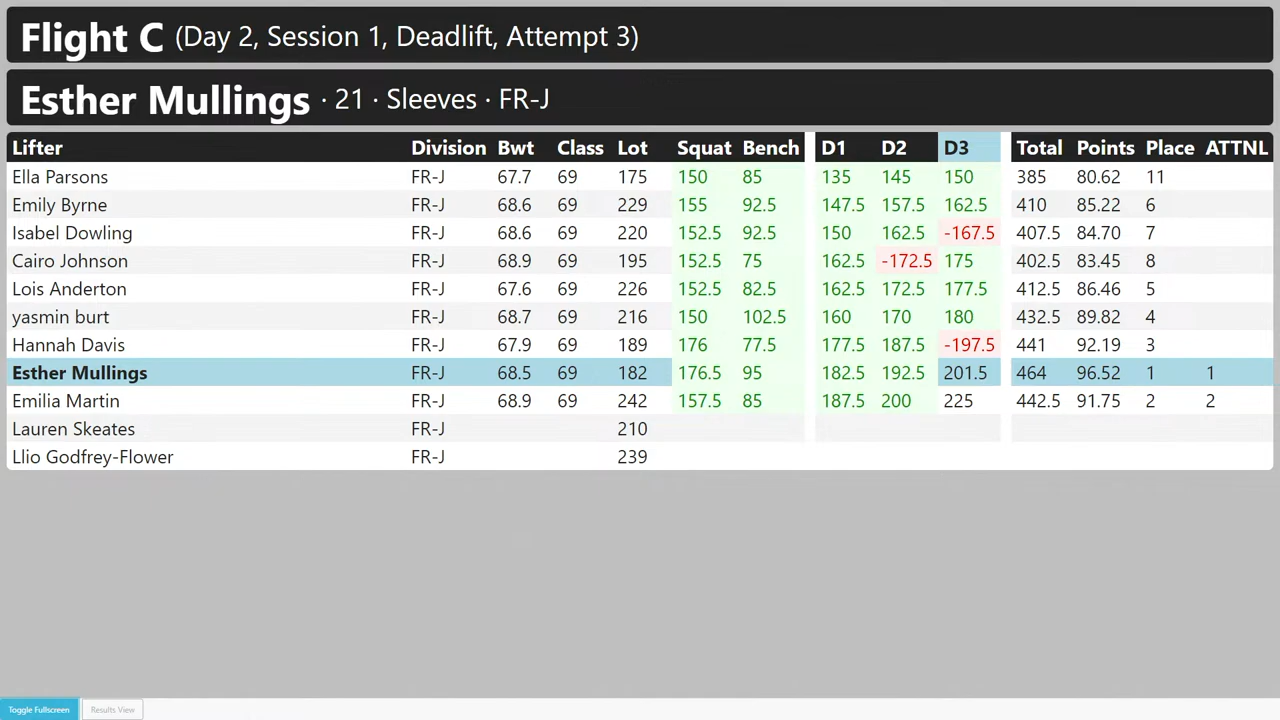 Flight C (Day 2, Session 1, Deadlift, Attempt 3)
Esther Mullings · 21 · Sleeves · FR-J
Lifter Division Bwt Class Lot Squat Bench D1 D2 D3 Total Points Place ATTNL
Ella Parsons FR-J 67.7 69 175 150 85 135 145 150 385 80.62 11
Emily Byrne FR-J 68.6 69 229 155 92.5 147.5 157.5 162.5 410 85.22 6
Isabel Dowling FR-J 68.6 69 220 152.5 92.5 150 162.5 -167.5 407.5 84.70 7
Cairo Johnson FR-J 68.9 69 195 152.5 75 162.5 -172.5 175 402.5 83.45 8
Lois Anderton FR-J 67.6 69 226 152.5 82.5 162.5 172.5 177.5 412.5 86.46 5
yasmin burt FR-J 68.7 69 216 150 102.5 160 170 180 432.5 89.82 4
Hannah Davis FR-J 67.9 69 189 176 77.5 177.5 187.5 -197.5 441 92.19 3
Esther Mullings FR-J 68.5 69 182 176.5 95 182.5 192.5 201.5 464 96.52 1 1
Emilia Martin FR-J 68.9 69 242 157.5 85 187.5 200 225 442.5 91.75 2 2
Lauren Skeates FR-J 210
Llio Godfrey-Flower FR-J 239
Toggle Fullscreen Results View